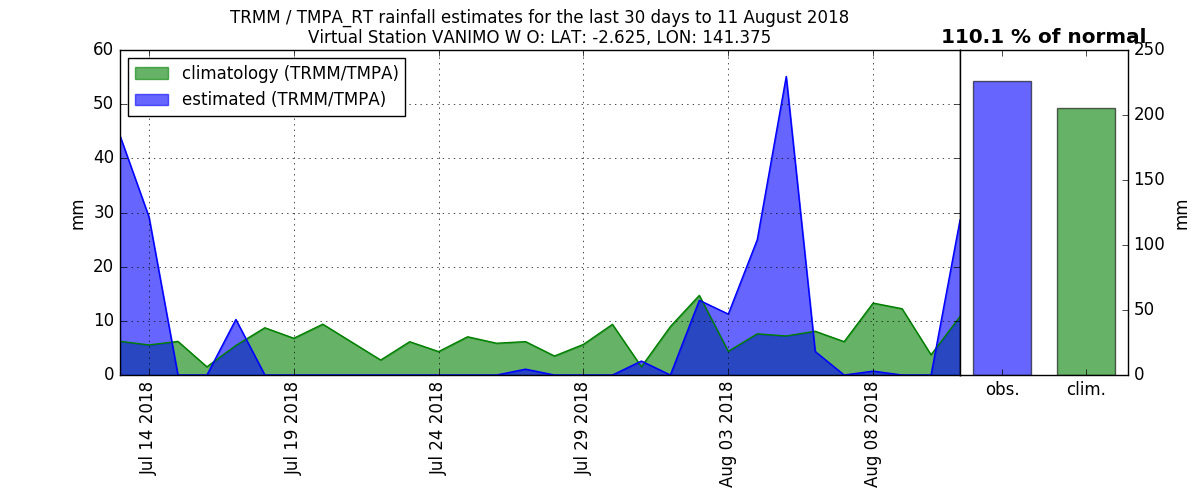 TRMM / TMPA_RT rainfall estimates for the last 30 days to 11 August 2018
Virtual Station VANIMO W O: LAT: -2.625, LON: 141.375
110.1 % of normal
climatology (TRMM/TMPA)
estimated (TRMM/TMPA)
60
50
40
30
20
10
0
mm
Jul 14 2018
Jul 19 2018
Jul 24 2018
Jul 29 2018
Aug 03 2018
Aug 08 2018
250
200
150
100
50
0
mm
obs.
clim.